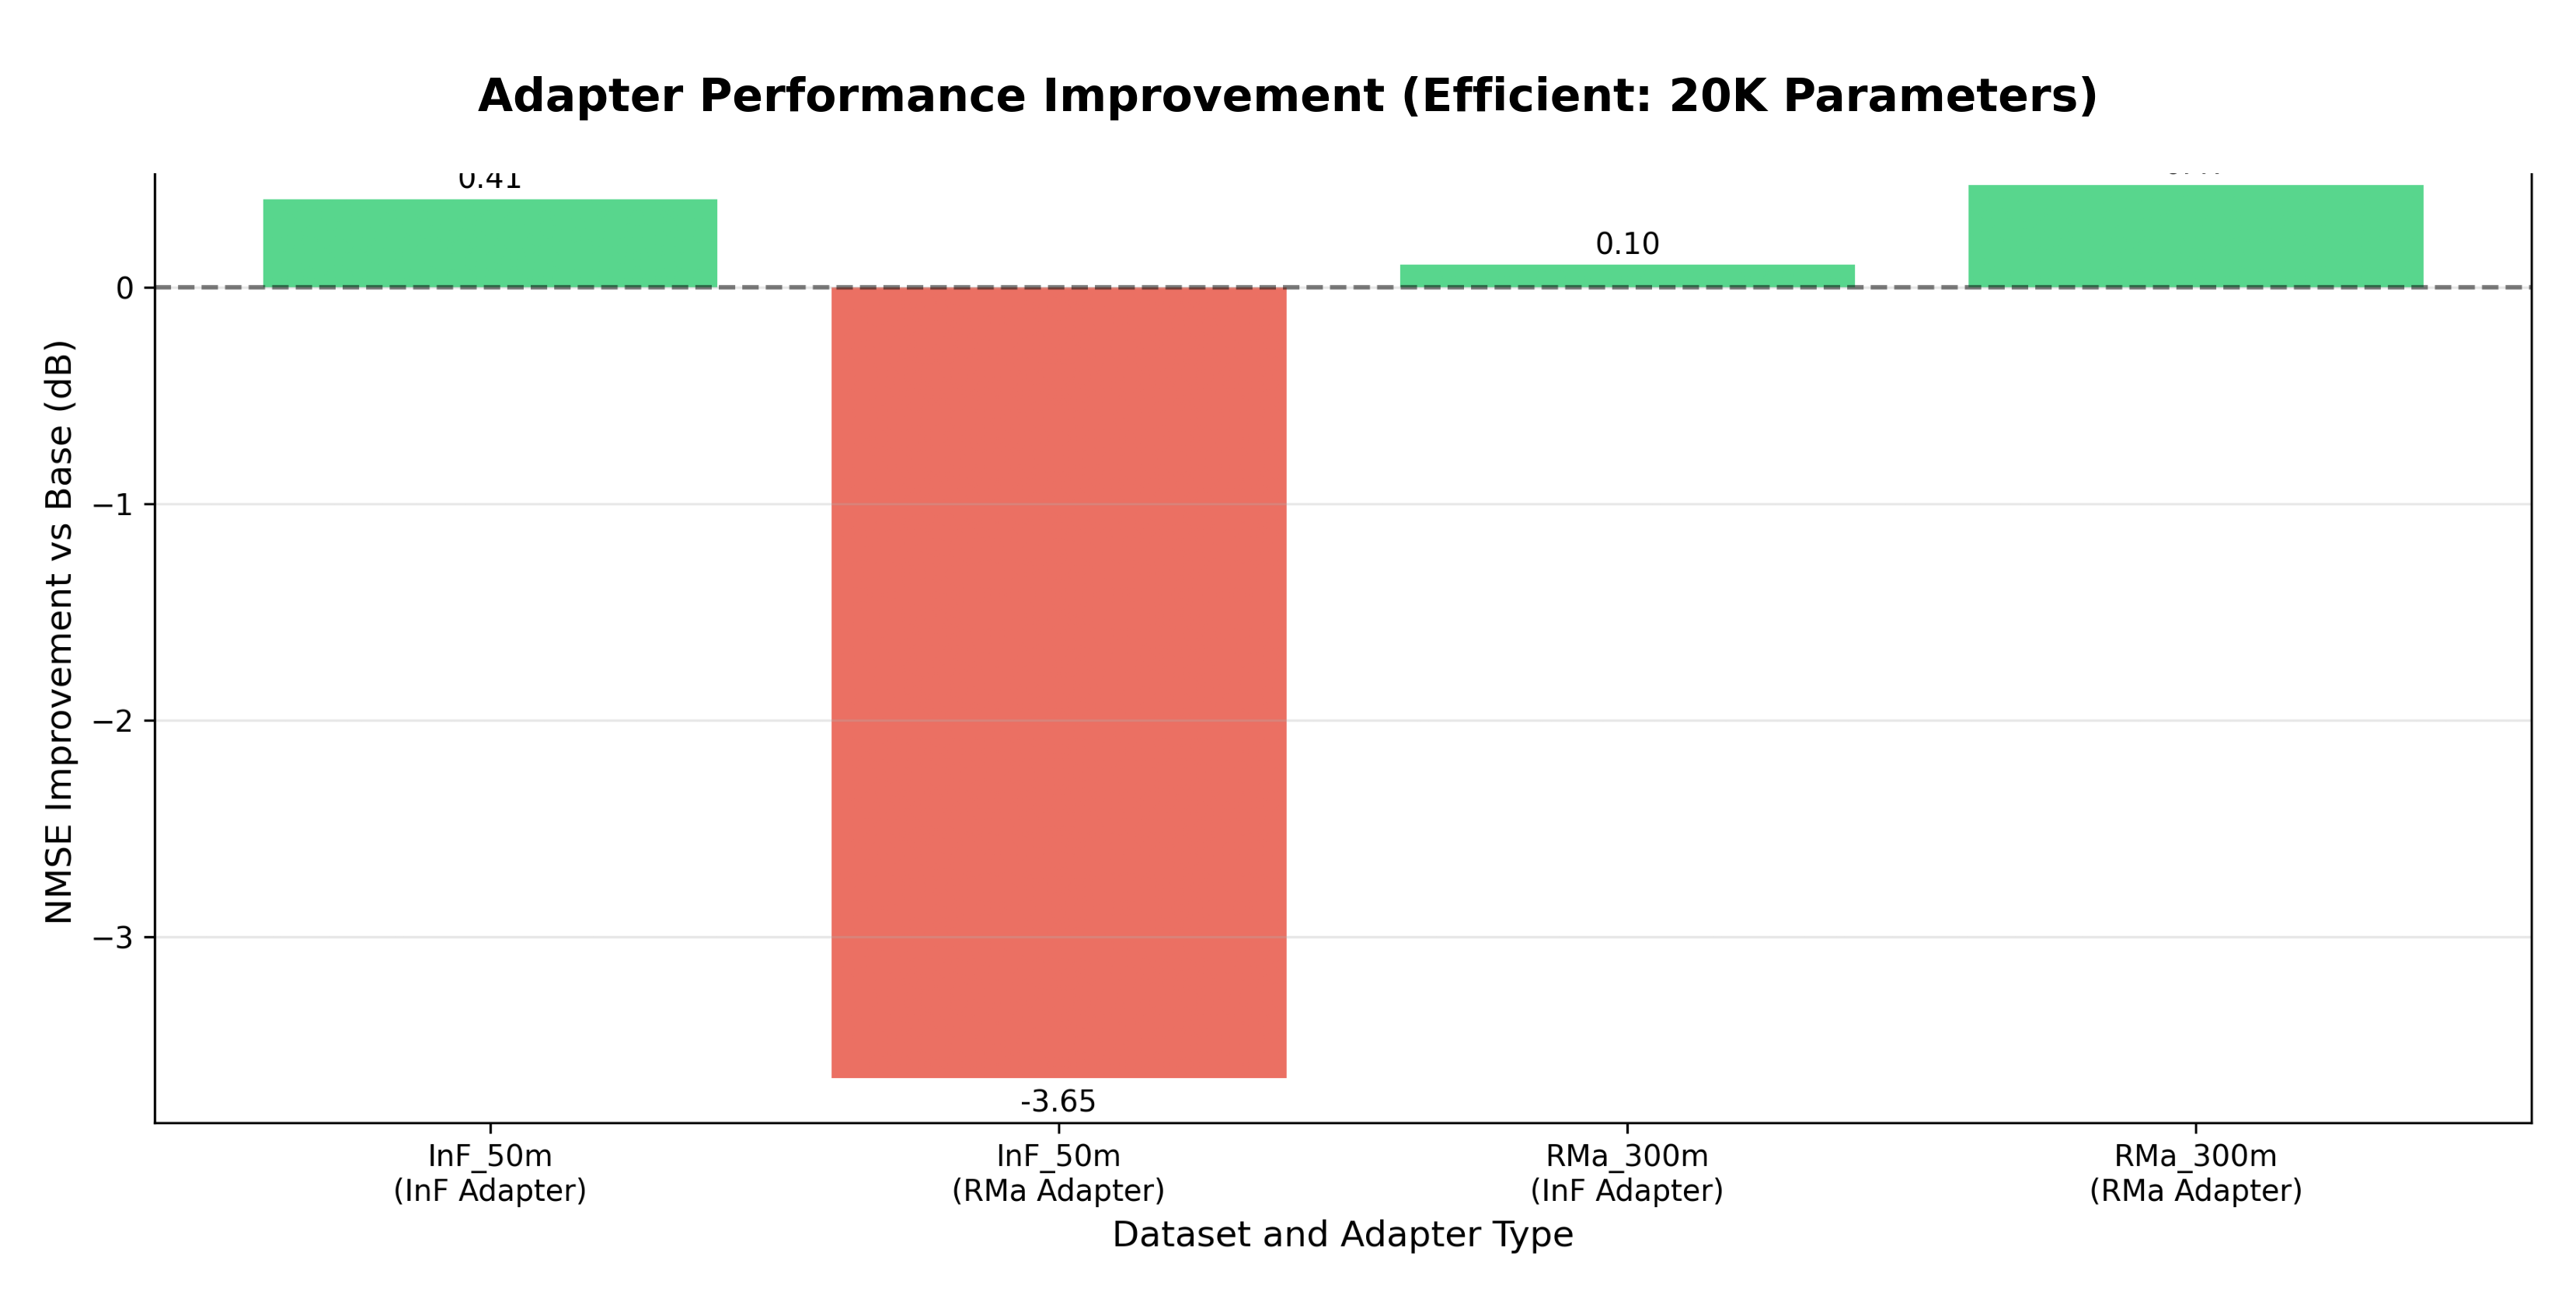 Adapter Performance Improvement (Efficient: 20K Parameters)
NMSE Improvement vs Base (dB)
0
−1
−2
−3
0.41
-3.65
0.10
InF_50m
(InF Adapter)
InF_50m
(RMa Adapter)
RMa_300m
(InF Adapter)
RMa_300m
(RMa Adapter)
Dataset and Adapter Type